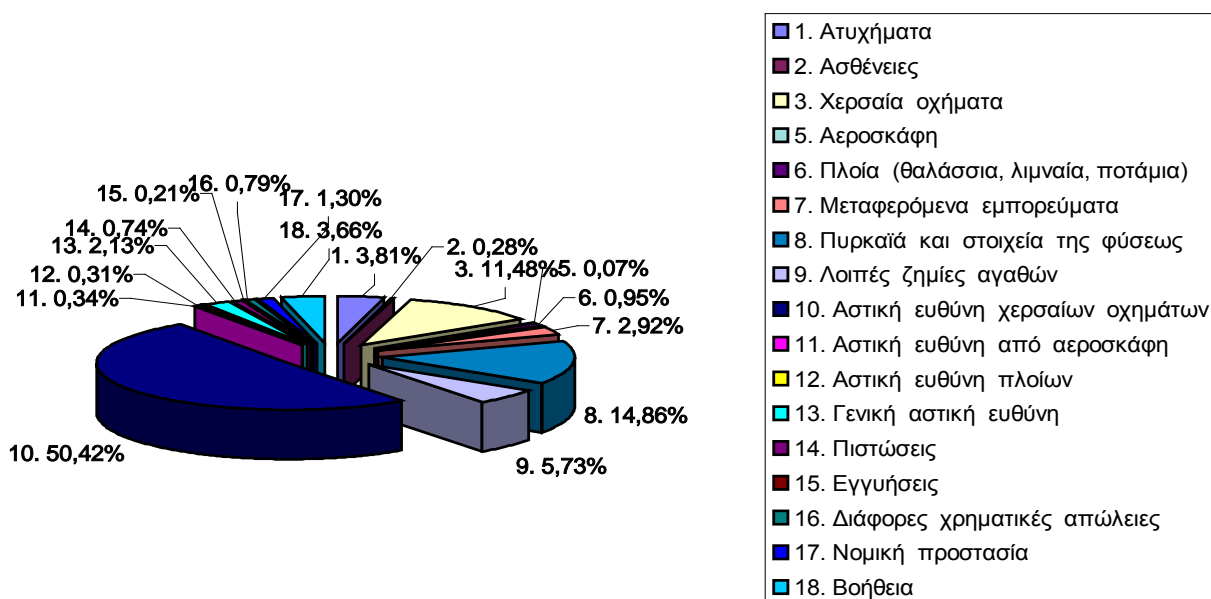 16. 0,79%
15. 0,21%
17. 1,30%
14. 0,74%
18. 3,66%
13. 2,13%
1. 3,81%
2. 0,28%
3. 11,48%
5. 0,07%
12. 0,31%
6. 0,95%
11. 0,34%
7. 2,92%
8. 14,86%
10. 50,42%
9. 5,73%
1. Ατυχήματα
2. Ασθένειες
3. Χερσαία οχήματα
5. Αεροσκάφη
6. Πλοία (θαλάσσια, λιμναία, ποτάμια)
7. Μεταφερόμενα εμπορεύματα
8. Πυρκαϊά και στοιχεία της φύσεως
9. Λοιπές ζημίες αγαθών
10. Αστική ευθύνη χερσαίων οχημάτων
11. Αστική ευθύνη από αεροσκάφη
12. Αστική ευθύνη πλοίων
13. Γενική αστική ευθύνη
14. Πιστώσεις
15. Εγγυήσεις
16. Διάφορες χρηματικές απώλειες
17. Νομική προστασία
18. Βοήθεια